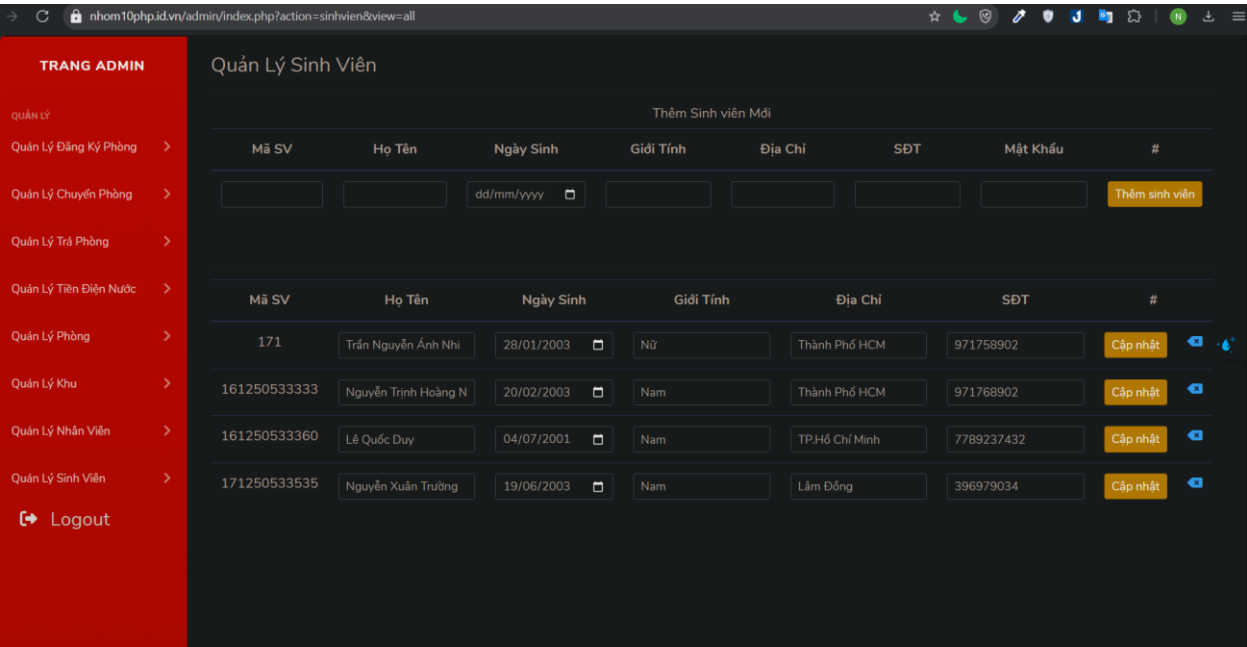 nhom10php.id.vn/admin/index.php?action=sinhvien&view=all
N
TRANG ADMIN
QUẢN LÝ
Quản Lý Đăng Ký Phòng
Quản Lý Chuyển Phòng
Quản Lý Trả Phòng
Quản Lý Tiền Điện Nước
Quản Lý Phòng
Quản Lý Khu
Quản Lý Nhân Viên
Quản Lý Sinh Viên
Logout
Quản Lý Sinh Viên
Thêm Sinh viên Mới
Mã SV Họ Tên Ngày Sinh Giới Tính Địa Chỉ SĐT Mật Khẩu #
dd/mm/yyyy Thêm sinh viên
Mã SV Họ Tên Ngày Sinh Giới Tính Địa Chỉ SĐT #
171 Trần Nguyễn Ánh Nhi 28/01/2003 Nữ Thành Phố HCM 971758902 Cập nhật
161250533333 Nguyễn Trịnh Hoàng N 20/02/2003 Nam Thành Phố HCM 971768902 Cập nhật
161250533360 Lê Quốc Duy 04/07/2001 Nam TP.Hồ Chí Minh 7789237432 Cập nhật
171250533535 Nguyễn Xuân Trường 19/06/2003 Nam Lâm Đồng 396979034 Cập nhật